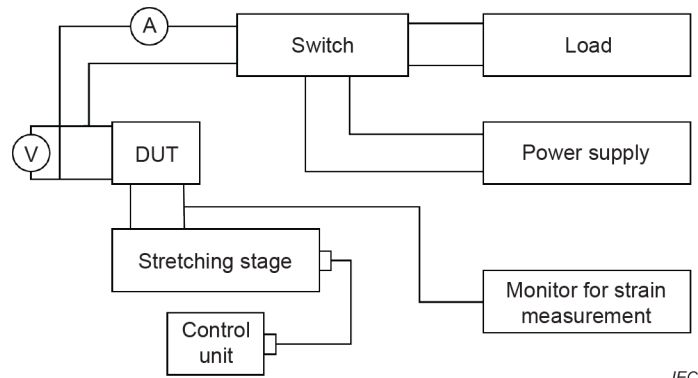 A
Switch
Load
V
DUT
Power supply
Stretching stage
Monitor for strain
measurement
Control
unit
IEC